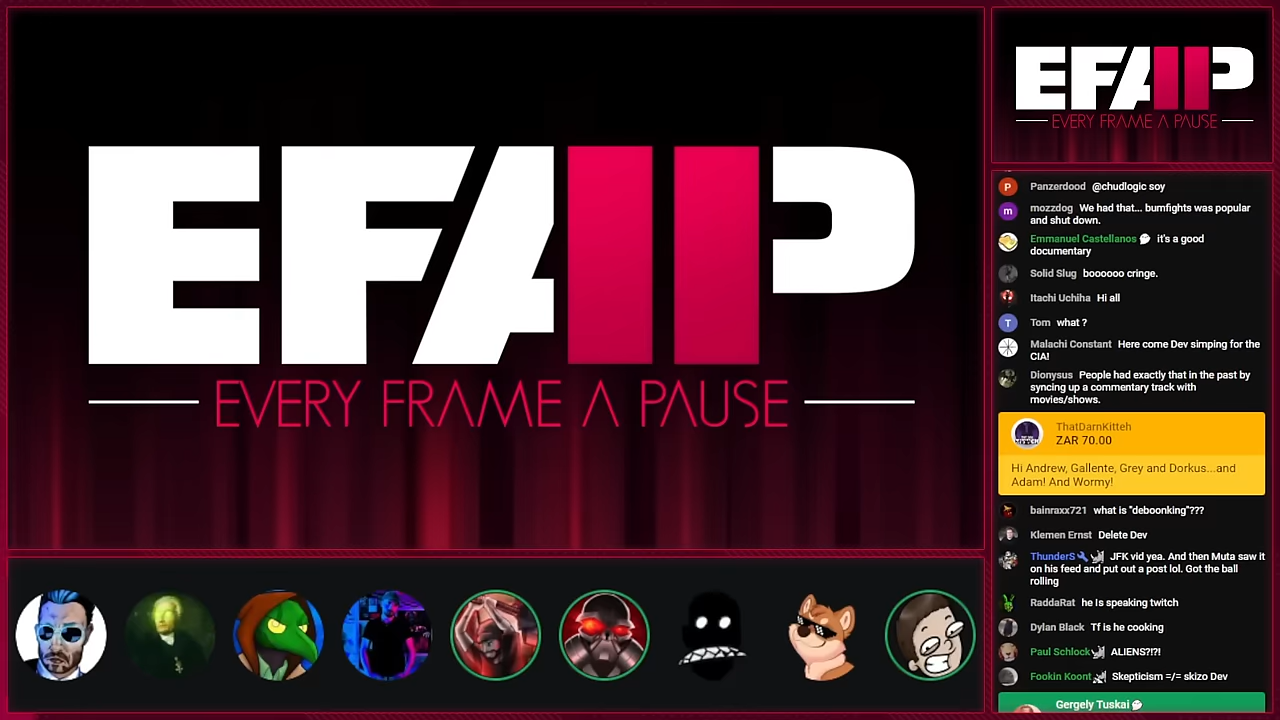 EFAP
EVERY FRAME A PAUSE
EFAP
EVERY FRAME A PAUSE
P Panzerdood @chudlogic soy
m mozzdog We had that... bumfights was popular
and shut down.
Emmanuel Castellanos it's a good
documentary
Solid Slug boooooo cringe.
Itachi Uchiha Hi all
T Tom what ?
Malachi Constant Here come Dev simping for the
CIA!
Dionysus People had exactly that in the past by
syncing up a commentary track with
movies/shows.
ThatDarnKitteh
ZAR 70.00
Hi Andrew, Gallente, Grey and Dorkus...and
Adam! And Wormy!
bainraxx721 what is "deboonking"???
Klemen Ernst Delete Dev
ThunderS JFK vid yea. And then Muta saw it
on his feed and put out a post lol. Got the ball
rolling
RaddaRat he Is speaking twitch
Dylan Black Tf is he cooking
Paul Schlock ALIENS?!?!
Fookin Koont Skepticism =/= skizo Dev
Gergely Tuskai